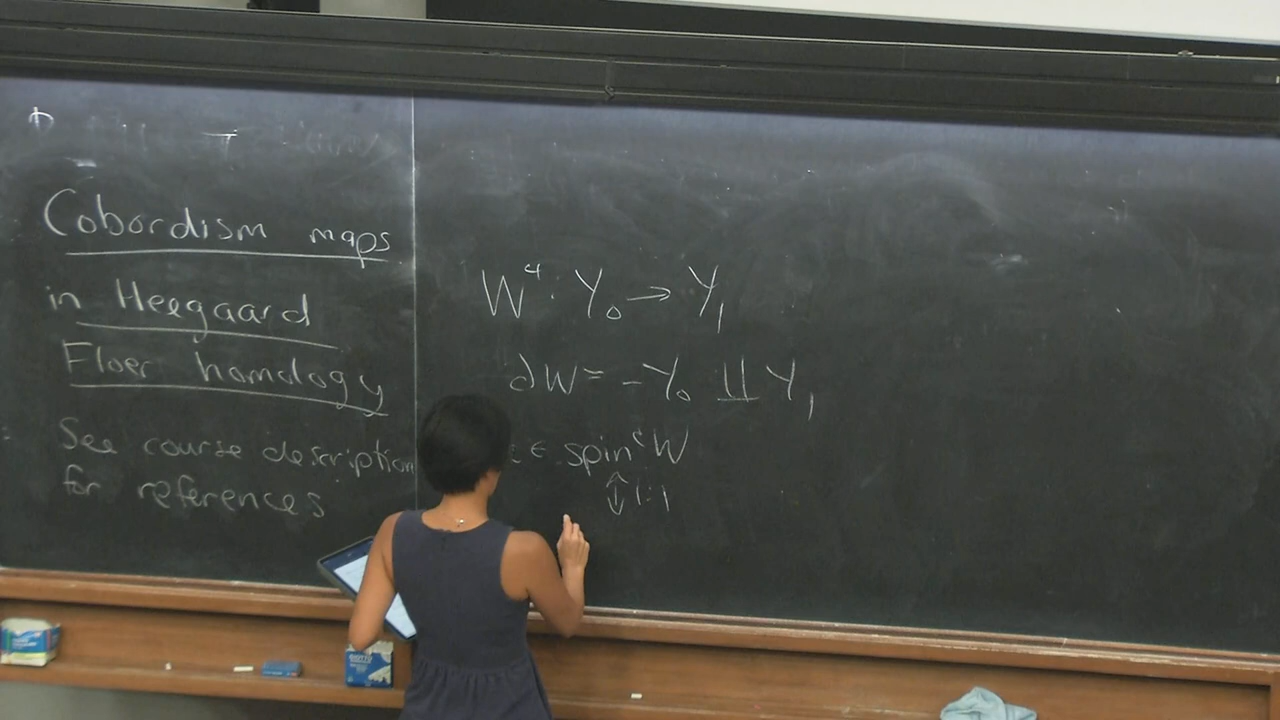 Cobordism maps
in Heegaard
Floer homology
See course description
for references
W⁴: Y₀ → Y₁
∂W = -Y₀ ⨿ Y₁
∈ spinᶜ W
↕ 1:1
GIOTTO